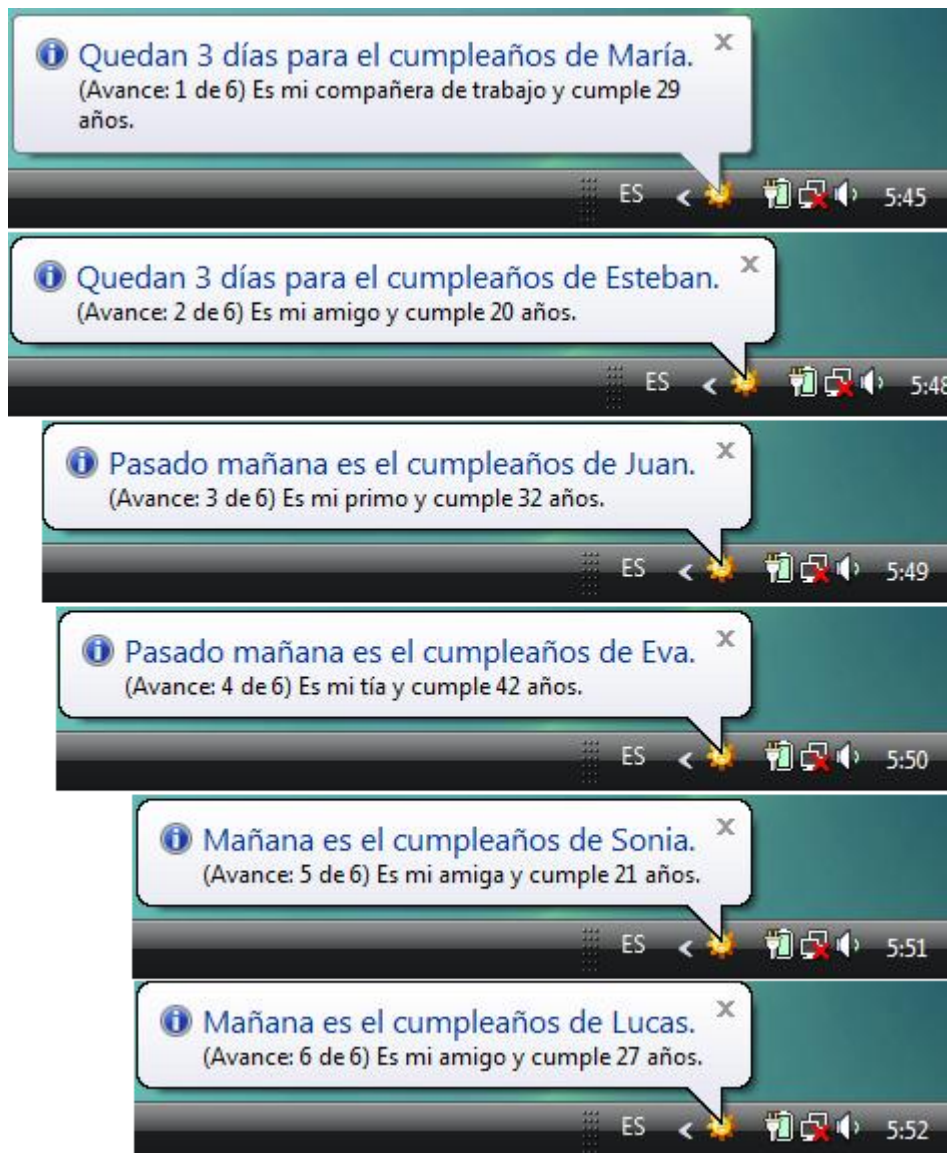 Quedan 3 días para el cumpleaños de María.
(Avance: 1 de 6) Es mi compañera de trabajo y cumple 29
años.
ES
5:45
Quedan 3 días para el cumpleaños de Esteban.
(Avance: 2 de 6) Es mi amigo y cumple 20 años.
ES
5:48
Pasado mañana es el cumpleaños de Juan.
(Avance: 3 de 6) Es mi primo y cumple 32 años.
ES
5:49
Pasado mañana es el cumpleaños de Eva.
(Avance: 4 de 6) Es mi tía y cumple 42 años.
ES
5:50
Mañana es el cumpleaños de Sonia.
(Avance: 5 de 6) Es mi amiga y cumple 21 años.
ES
5:51
Mañana es el cumpleaños de Lucas.
(Avance: 6 de 6) Es mi amigo y cumple 27 años.
ES
5:52